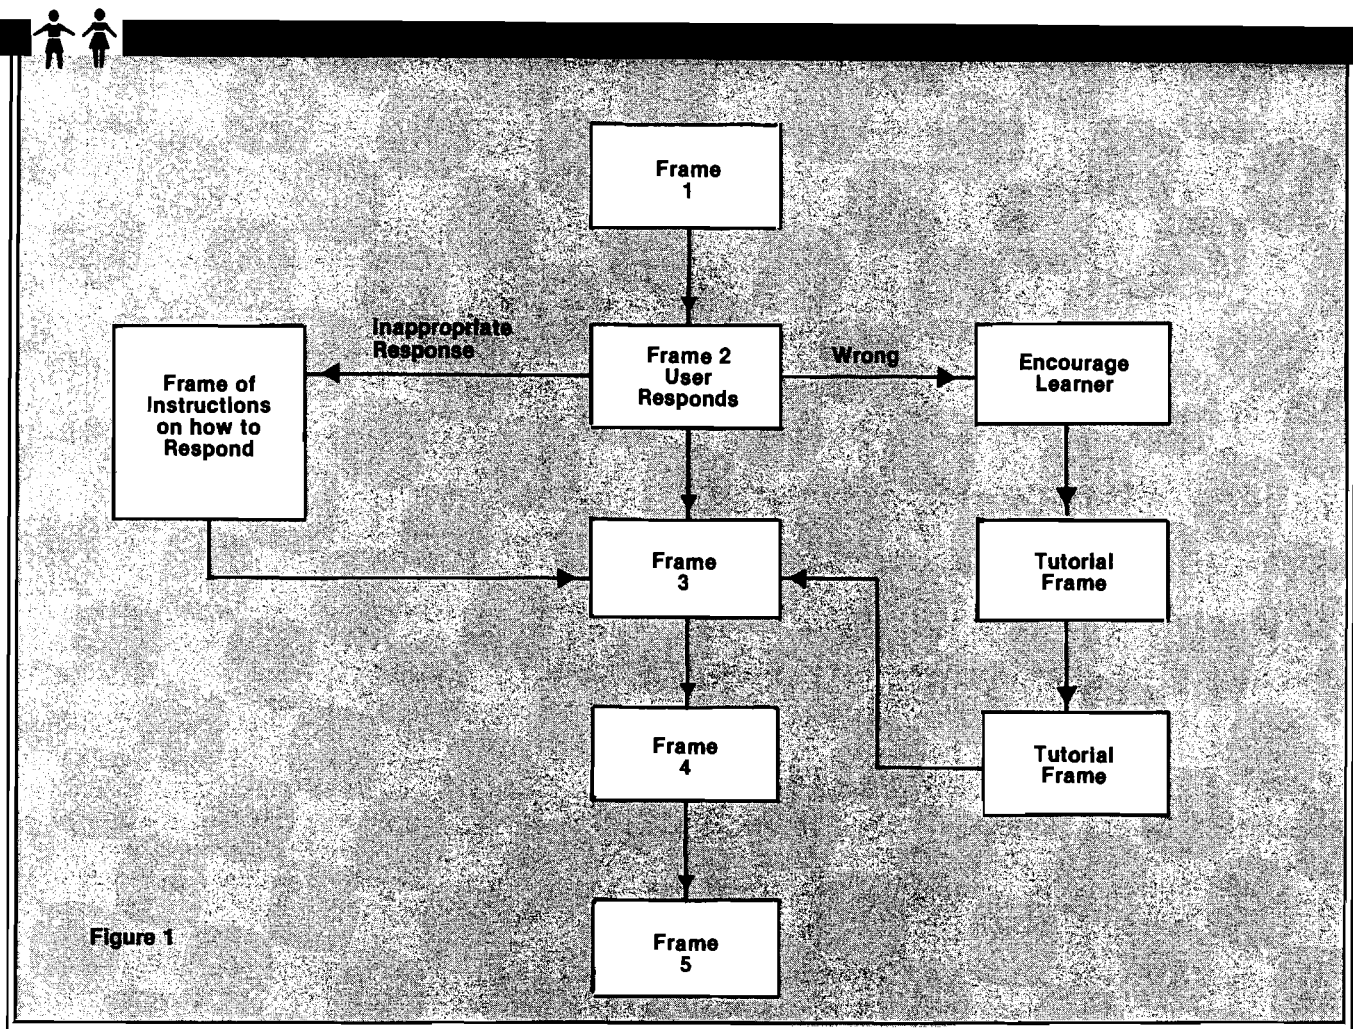 Frame
1
Inappropriate
Response
Frame 2
User
Responds
Wrong
Encourage
Learner
Frame of
Instructions
on how to
Respond
Frame
3
Tutorial
Frame
Frame
4
Tutorial
Frame
Frame
5
Figure 1